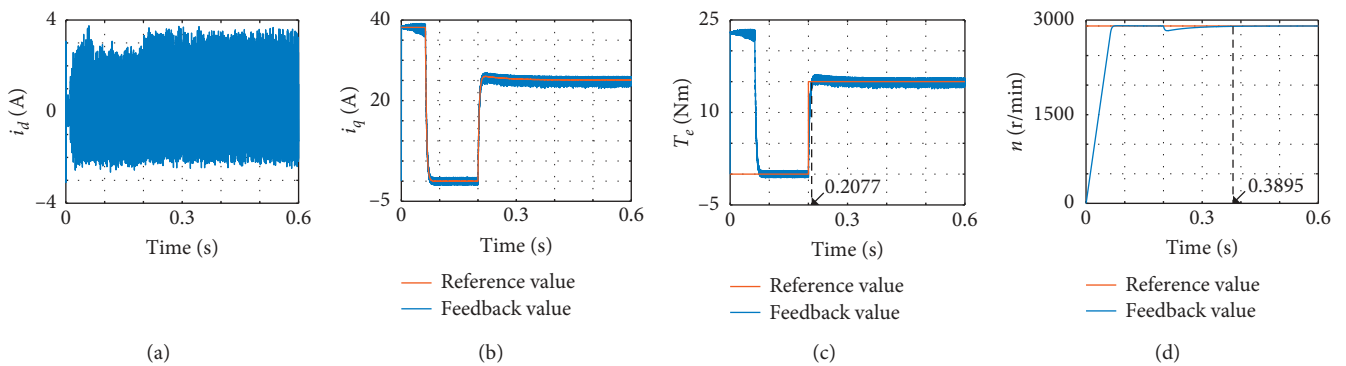 4
2
0
−2
−4
i_d (A)
0
0.3
0.6
Time (s)
(a)
40
20
−5
i_q (A)
0
0.3
0.6
Time (s)
Reference value
Feedback value
(b)
25
10
−5
T_e (Nm)
0.2077
0
0.3
0.6
Time (s)
Reference value
Feedback value
(c)
3000
1500
0
n (r/min)
0.3895
0
0.3
0.6
Time (s)
Reference value
Feedback value
(d)